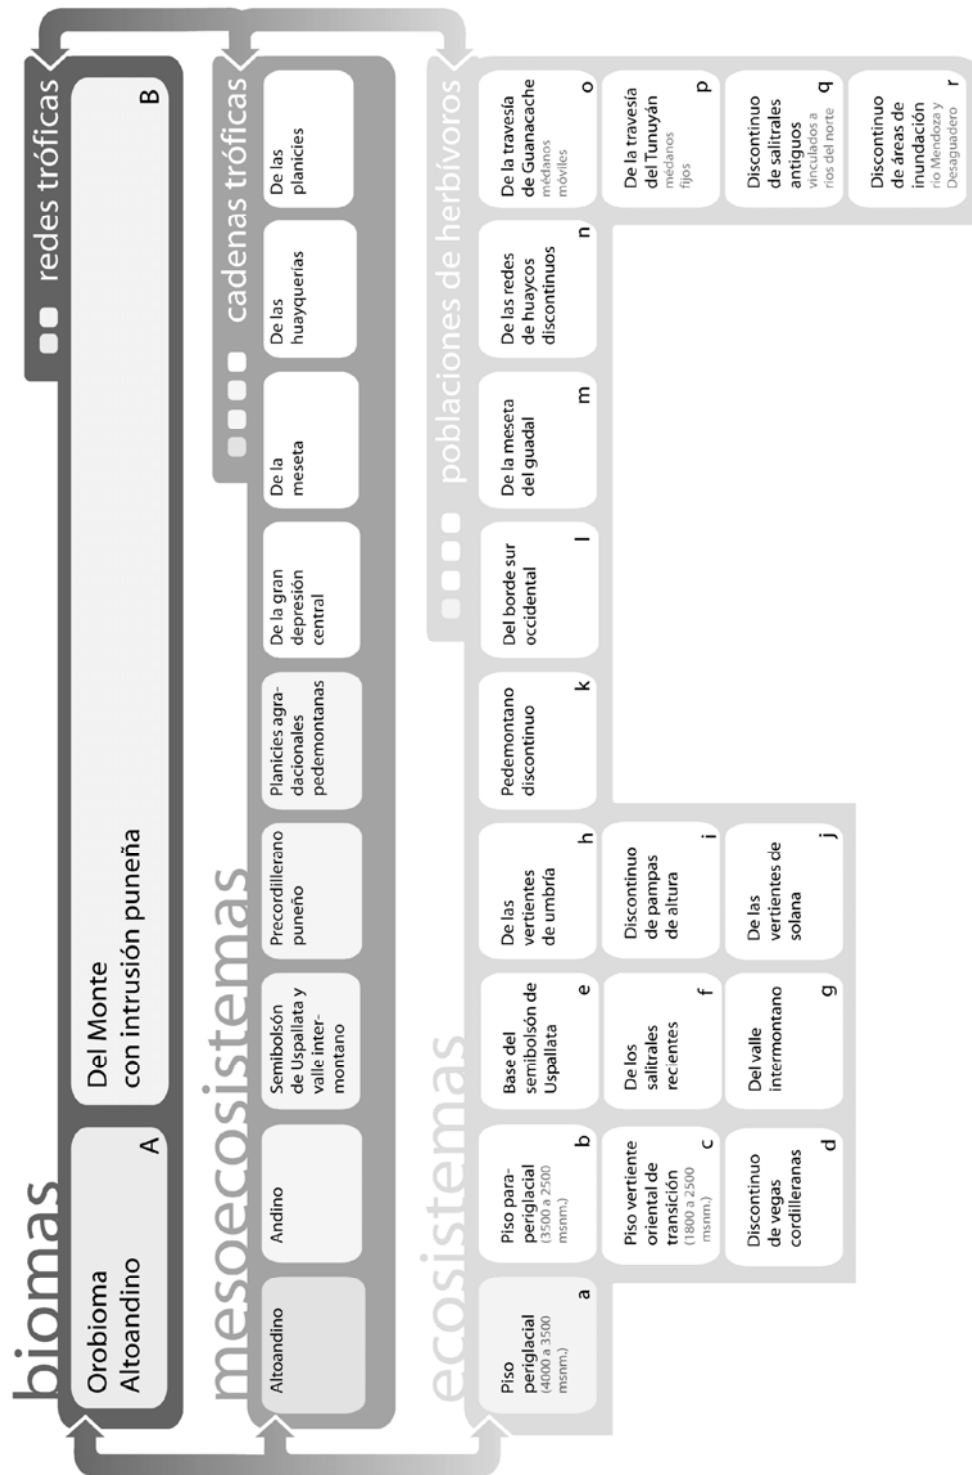 biomas
redes tróficas
Orobioma
Altoandino
A
Del Monte
con intrusión puneña
B
mesoecosistemas
cadenas tróficas
Altoandino
Andino
Semibolsón
de Uspallata y
valle inter-
montano
Precordillerano
puneño
Planicies agra-
dacionales
pedemontanas
De la gran
depresión
central
De la
meseta
De las
huayquerías
De las
planicies
ecosistemas
poblaciones de herbívoros
Piso
periglacial
(4000 a 3500
msnm.)
a
Piso para-
periglacial
(3500 a 2500
msnm.)
b
Piso vertiente
oriental de
transición
(1800 a 2500
msnm.)
c
Discontinuo
de vegas
cordilleranas
d
Base del
semibolsón de
Uspallata
e
De los
salitrales
recientes
f
Del valle
intermontano
g
De las
vertientes
de umbría
h
Discontinuo
de pampas
de altura
i
De las
vertientes de
solana
j
Pedemontano
discontinuo
k
Del borde sur
occidental
l
De la meseta
del guadal
m
De las redes
de huaycos
discontinuos
n
De la travesía
de Guanacache
médanos
móviles
o
De la travesía
del Tunuyán
médanos
fijos
p
Discontinuo
de salitrales
antiguos
vinculados a
ríos del norte
q
Discontinuo
de áreas de
inundación
río Mendoza y
Desaguadero
r